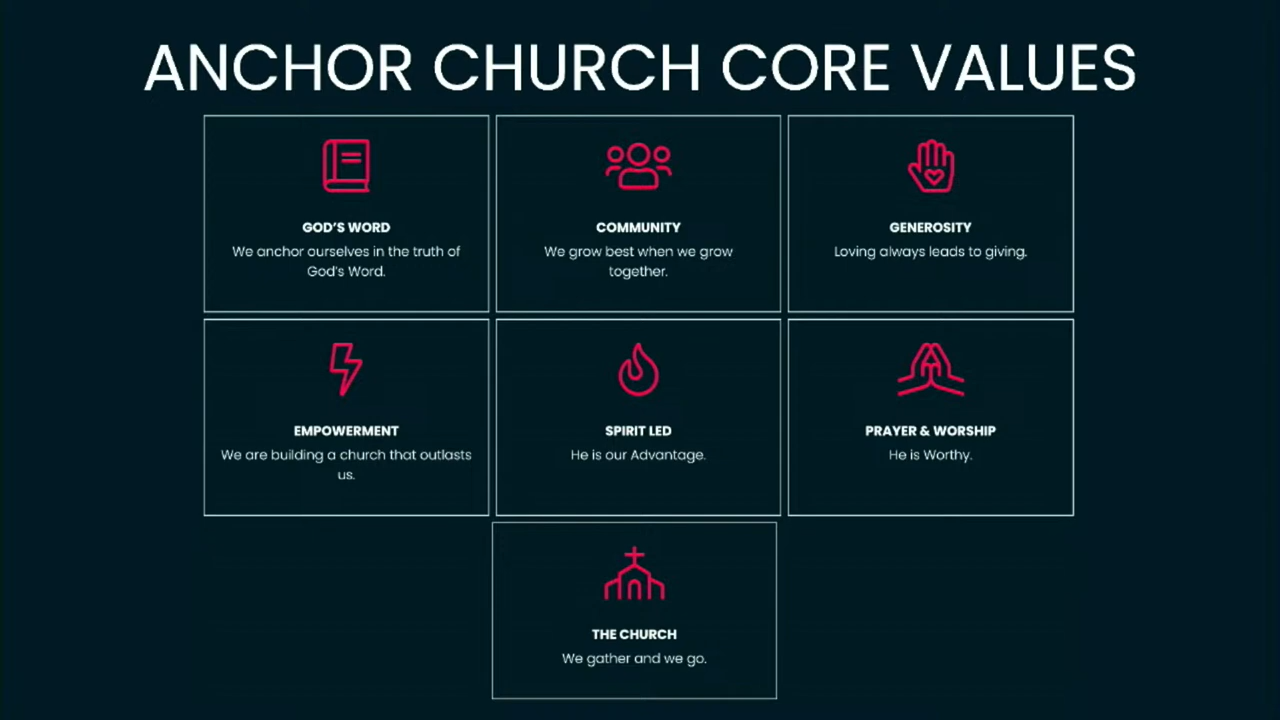 ANCHOR CHURCH CORE VALUES
GOD'S WORD
We anchor ourselves in the truth of
God's Word.
COMMUNITY
We grow best when we grow
together.
GENEROSITY
Loving always leads to giving.
EMPOWERMENT
We are building a church that outlasts
us.
SPIRIT LED
He is our Advantage.
PRAYER & WORSHIP
He is Worthy.
THE CHURCH
We gather and we go.